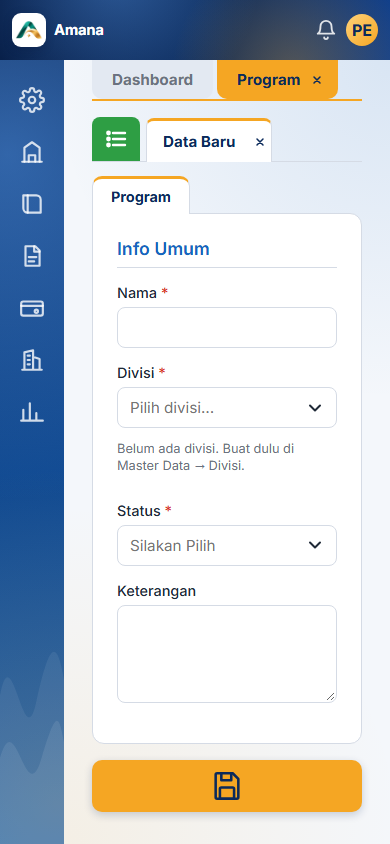 Amana
PE
Dashboard
Program ×
Data Baru ×
Program
Info Umum
Nama *
Divisi *
Pilih divisi...
Belum ada divisi. Buat dulu di
Master Data → Divisi.
Status *
Silakan Pilih
Keterangan